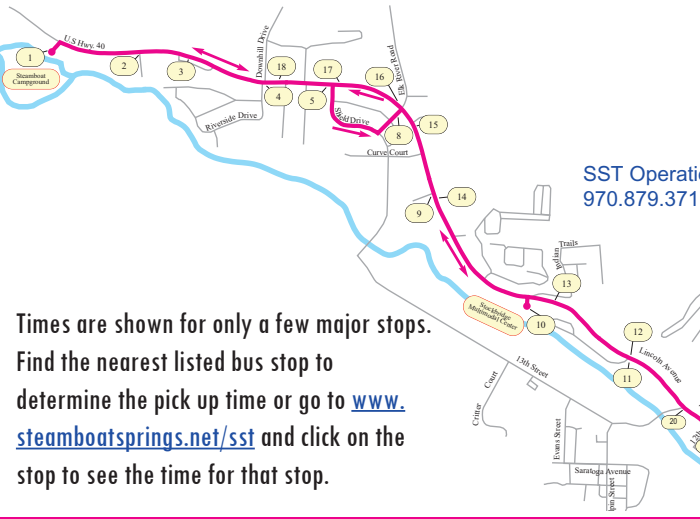 1
U S Hwy. 40
Steamboat
Campground
2
3
Downhill Drive
18
4
17
5
16
Elk River Road
Riverside Drive
Shield Drive
8
15
Curve Court
SST Operatio
970.879.371
14
9
Indian Trails
13
Stockbridge
Multimodal Center
10
12
Lincoln Avenue
11
13th Street
Critter Court
20
12th
Evans Street
Saratoga Avenue
Street
Times are shown for only a few major stops.
Find the nearest listed bus stop to
determine the pick up time or go to www.
steamboatsprings.net/sst and click on the
stop to see the time for that stop.